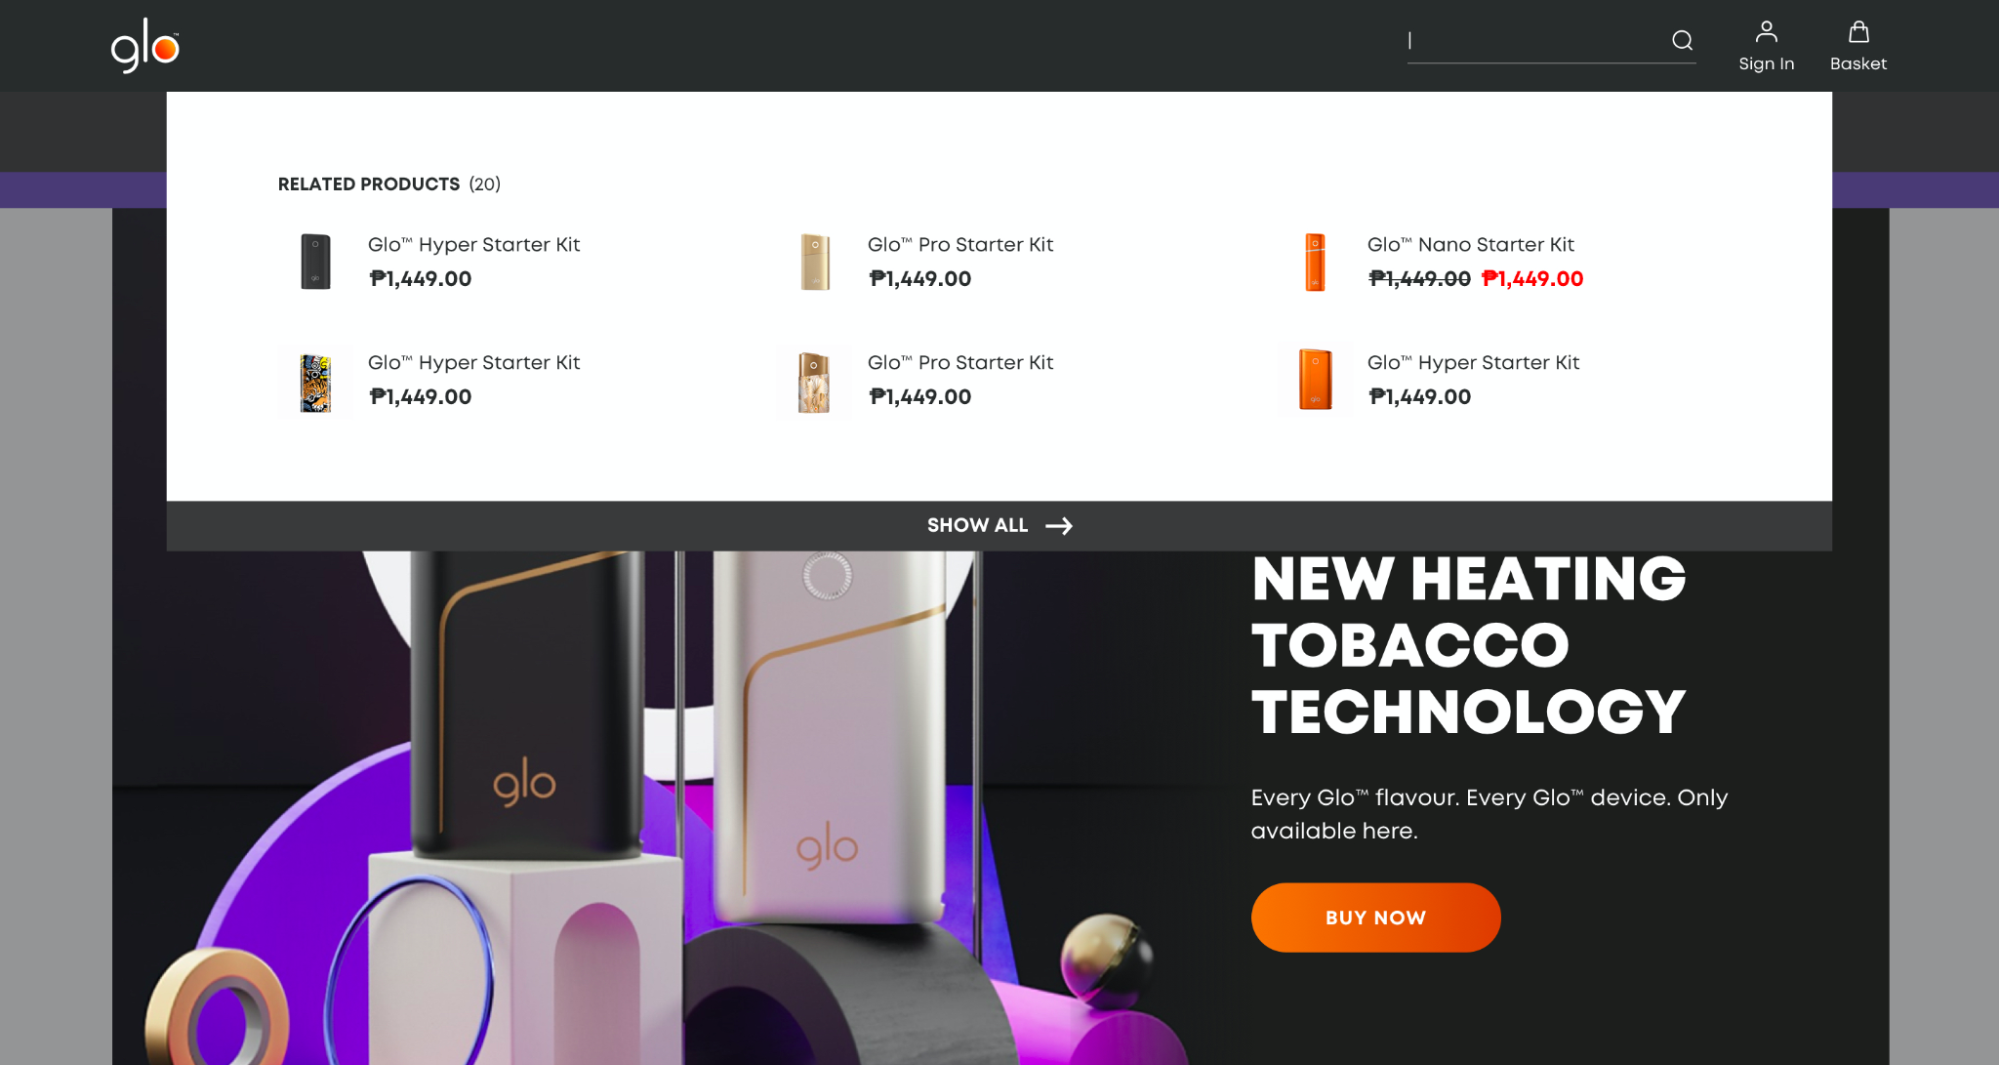 glo™
Sign In
Basket
RELATED PRODUCTS (20)
Glo™ Hyper Starter Kit
₱1,449.00
Glo™ Pro Starter Kit
₱1,449.00
Glo™ Nano Starter Kit
₱1,449.00 ₱1,449.00
Glo™ Hyper Starter Kit
₱1,449.00
Glo™ Pro Starter Kit
₱1,449.00
Glo™ Hyper Starter Kit
₱1,449.00
glo
SHOW ALL
NEW HEATING
TOBACCO
TECHNOLOGY
Every Glo™ flavour. Every Glo™ device. Only
available here.
BUY NOW
glo
glo